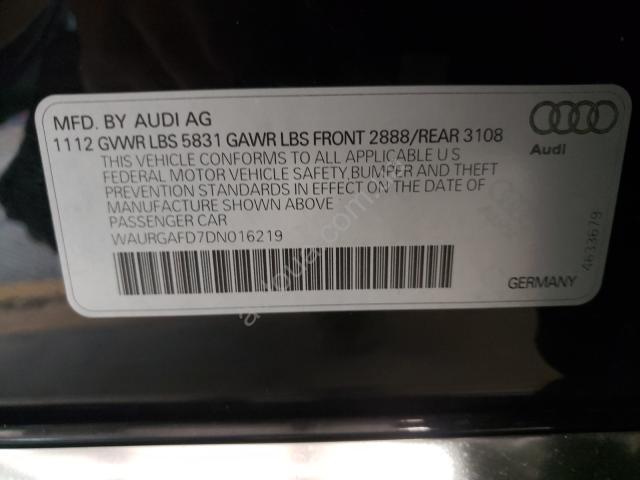 MFD. BY AUDI AG
1112 GVWR LBS 5831 GAWR LBS FRONT 2888/REAR 3108
THIS VEHICLE CONFORMS TO ALL APPLICABLE U S
FEDERAL MOTOR VEHICLE SAFETY,BUMPER AND THEFT
PREVENTION STANDARDS IN EFFECT ON THE DATE OF
MANUFACTURE SHOWN ABOVE
PASSENGER CAR
WAURGAFD7DN016219
Audi
4633679
GERMANY